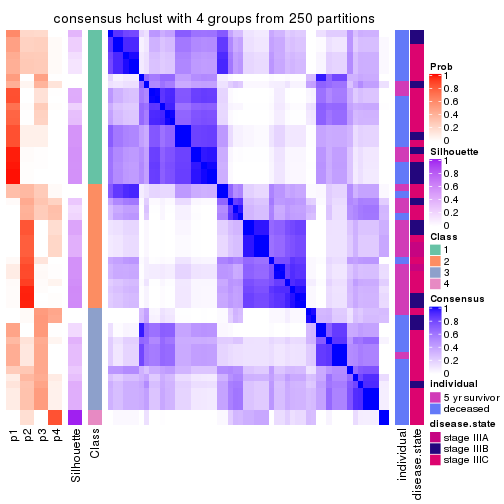 consensus hclust with 4 groups from 250 partitions
Prob
1
0.8
0.6
0.4
0.2
0
Silhouette
1
0.8
0.6
0.4
0.2
0
Class
1
2
3
4
Consensus
1
0.8
0.6
0.4
0.2
0
individual
5 yr survivor
deceased
disease.state
stage IIIA
stage IIIB
stage IIIC
p1
p2
p3
p4
Silhouette
Class
individual
disease.state